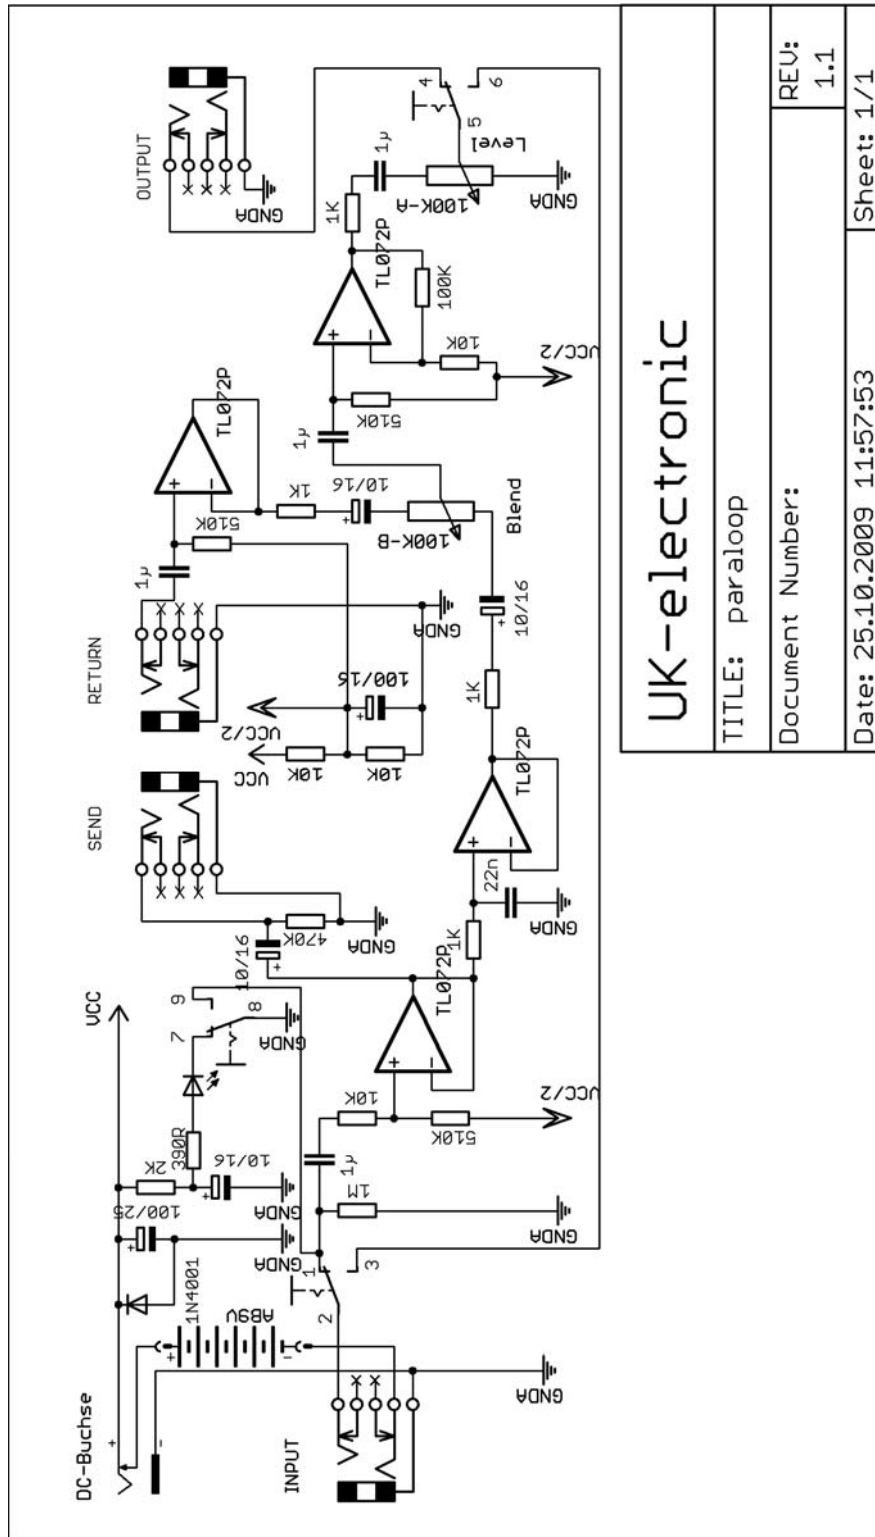 DC-Buchse
+
-
INPUT
AB9V
+
-
1N4001
100/25
+
GNDA
2K
390R
10/16
+
GNDA
VCC
7
8
9
GNDA
1
2
3
GNDA
1M
GNDA
1µ
10K
510K
VCC/2
+
-
TL072P
10/16
+
470K
GNDA
SEND
1K
22n
GNDA
+
-
TL072P
1K
10/16
+
VCC
VCC/2
10K
10K
100/16
+
GNDA
RETURN
1µ
510K
+
-
TL072P
1K
10/16
+
100K-B
Blend
1µ
510K
10K
100K
VCC/2
+
-
TL072P
1K
1µ
100K-A
Level
GNDA
4
5
6
OUTPUT
GNDA
UK-electronic
TITLE: paraloop
Document Number:
REV:
1.1
Date: 25.10.2009 11:57:53
Sheet: 1/1